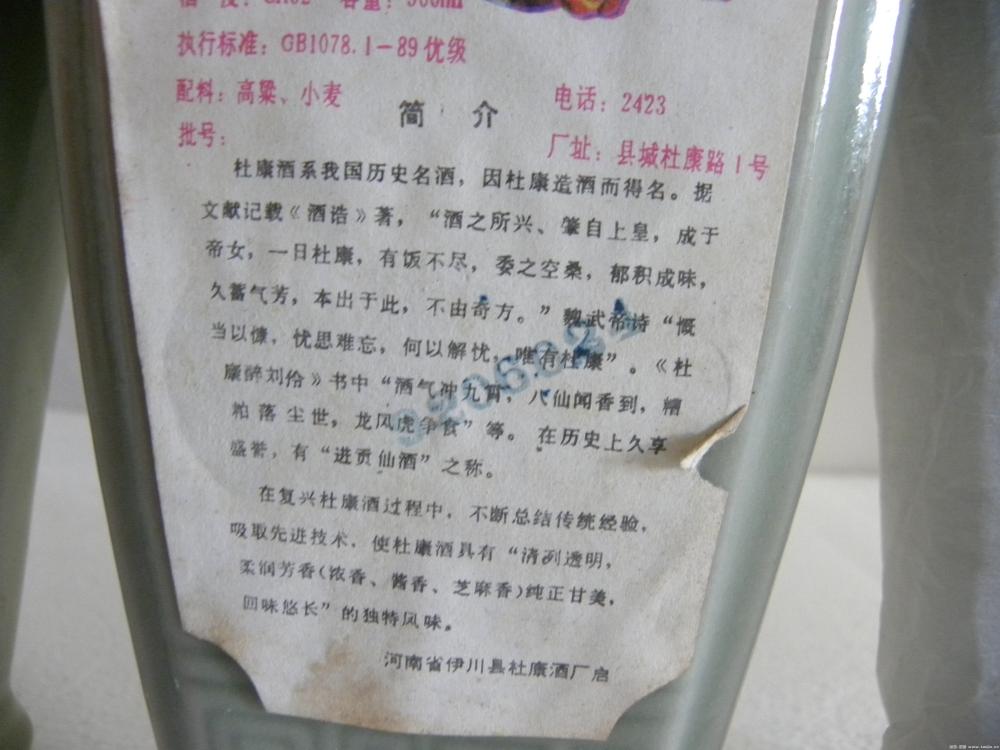 执行标准：GB1078.1-89优级
配料：高粱、小麦
电话：2423
批号：
厂址：县城杜康路1号
简 介
杜康酒系我国历史名酒，因杜康造酒而得名。据
文献记载《酒诰》著，“酒之所兴、肇自上皇，成于
帝女，一日杜康，有饭不尽，委之空桑，郁积成味，
久蓄气芳，本出于此，不由奇方。”魏武帝诗“慨
当以慷，忧思难忘，何以解忧，唯有杜康”。《杜
康醉刘伶》书中“酒气冲九霄，八仙闻香到，糟
粕落尘世，龙凤虎争食”等。在历史上久享
盛誉，有“进贡仙酒”之称。
在复兴杜康酒过程中，不断总结传统经验，
吸取先进技术，使杜康酒具有“清冽透明，
柔润芳香(浓香、酱香、芝麻香)纯正甘美，
回味悠长”的独特风味。
河南省伊川县杜康酒厂启